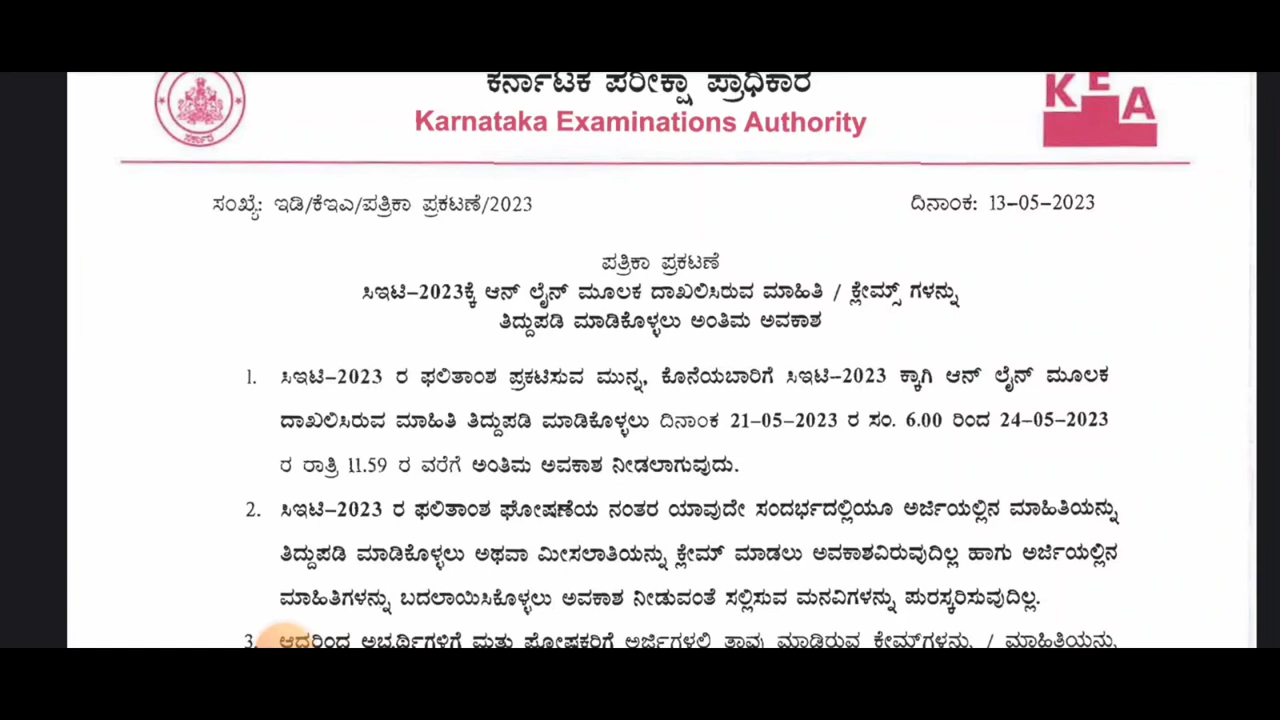 ಕರ್ನಾಟಕ ಪರೀಕ್ಷಾ ಪ್ರಾಧಿಕಾರ
Karnataka Examinations Authority
ಸರ್ಕಾರ
KEA
ಸಂಖ್ಯೆ: ಇಡಿ/ಕೆಇಎ/ಪತ್ರಿಕಾ ಪ್ರಕಟಣೆ/2023
ದಿನಾಂಕ: 13-05-2023
ಪತ್ರಿಕಾ ಪ್ರಕಟಣೆ
ಸಿಇಟಿ-2023ಕ್ಕೆ ಆನ್ ಲೈನ್ ಮೂಲಕ ದಾಖಲಿಸಿರುವ ಮಾಹಿತಿ / ಕ್ಲೇಮ್ಸ್ ಗಳನ್ನು
ತಿದ್ದುಪಡಿ ಮಾಡಿಕೊಳ್ಳಲು ಅಂತಿಮ ಅವಕಾಶ
1. ಸಿಇಟಿ-2023 ರ ಫಲಿತಾಂಶ ಪ್ರಕಟಿಸುವ ಮುನ್ನ, ಕೊನೆಯಬಾರಿಗೆ ಸಿಇಟಿ-2023 ಕ್ಕಾಗಿ ಆನ್ ಲೈನ್ ಮೂಲಕ
ದಾಖಲಿಸಿರುವ ಮಾಹಿತಿ ತಿದ್ದುಪಡಿ ಮಾಡಿಕೊಳ್ಳಲು ದಿನಾಂಕ 21-05-2023 ರ ಸಂ. 6.00 ರಿಂದ 24-05-2023
ರ ರಾತ್ರಿ 11.59 ರ ವರೆಗೆ ಅಂತಿಮ ಅವಕಾಶ ನೀಡಲಾಗುವುದು.
2. ಸಿಇಟಿ-2023 ರ ಫಲಿತಾಂಶ ಘೋಷಣೆಯ ನಂತರ ಯಾವುದೇ ಸಂದರ್ಭದಲ್ಲಿಯೂ ಅರ್ಜಿಯಲ್ಲಿನ ಮಾಹಿತಿಯನ್ನು
ತಿದ್ದುಪಡಿ ಮಾಡಿಕೊಳ್ಳಲು ಅಥವಾ ಮೀಸಲಾತಿಯನ್ನು ಕ್ಲೇಮ್ ಮಾಡಲು ಅವಕಾಶವಿರುವುದಿಲ್ಲ ಹಾಗು ಅರ್ಜಿಯಲ್ಲಿನ
ಮಾಹಿತಿಗಳನ್ನು ಬದಲಾಯಿಸಿಕೊಳ್ಳಲು ಅವಕಾಶ ನೀಡುವಂತೆ ಸಲ್ಲಿಸುವ ಮನವಿಗಳನ್ನು ಪುರಸ್ಕರಿಸುವುದಿಲ್ಲ.
3. ಆದ್ದರಿಂದ ಅಭ್ಯರ್ಥಿಗಳಿಗೆ ಮತ್ತು ಪೋಷಕರಿಗೆ ಅರ್ಜಿಗಳಲ್ಲಿ ತಾವು ಮಾಡಿರುವ ಕ್ಲೇಮ್‌ಗಳನ್ನು / ಮಾಹಿತಿಯನ್ನು